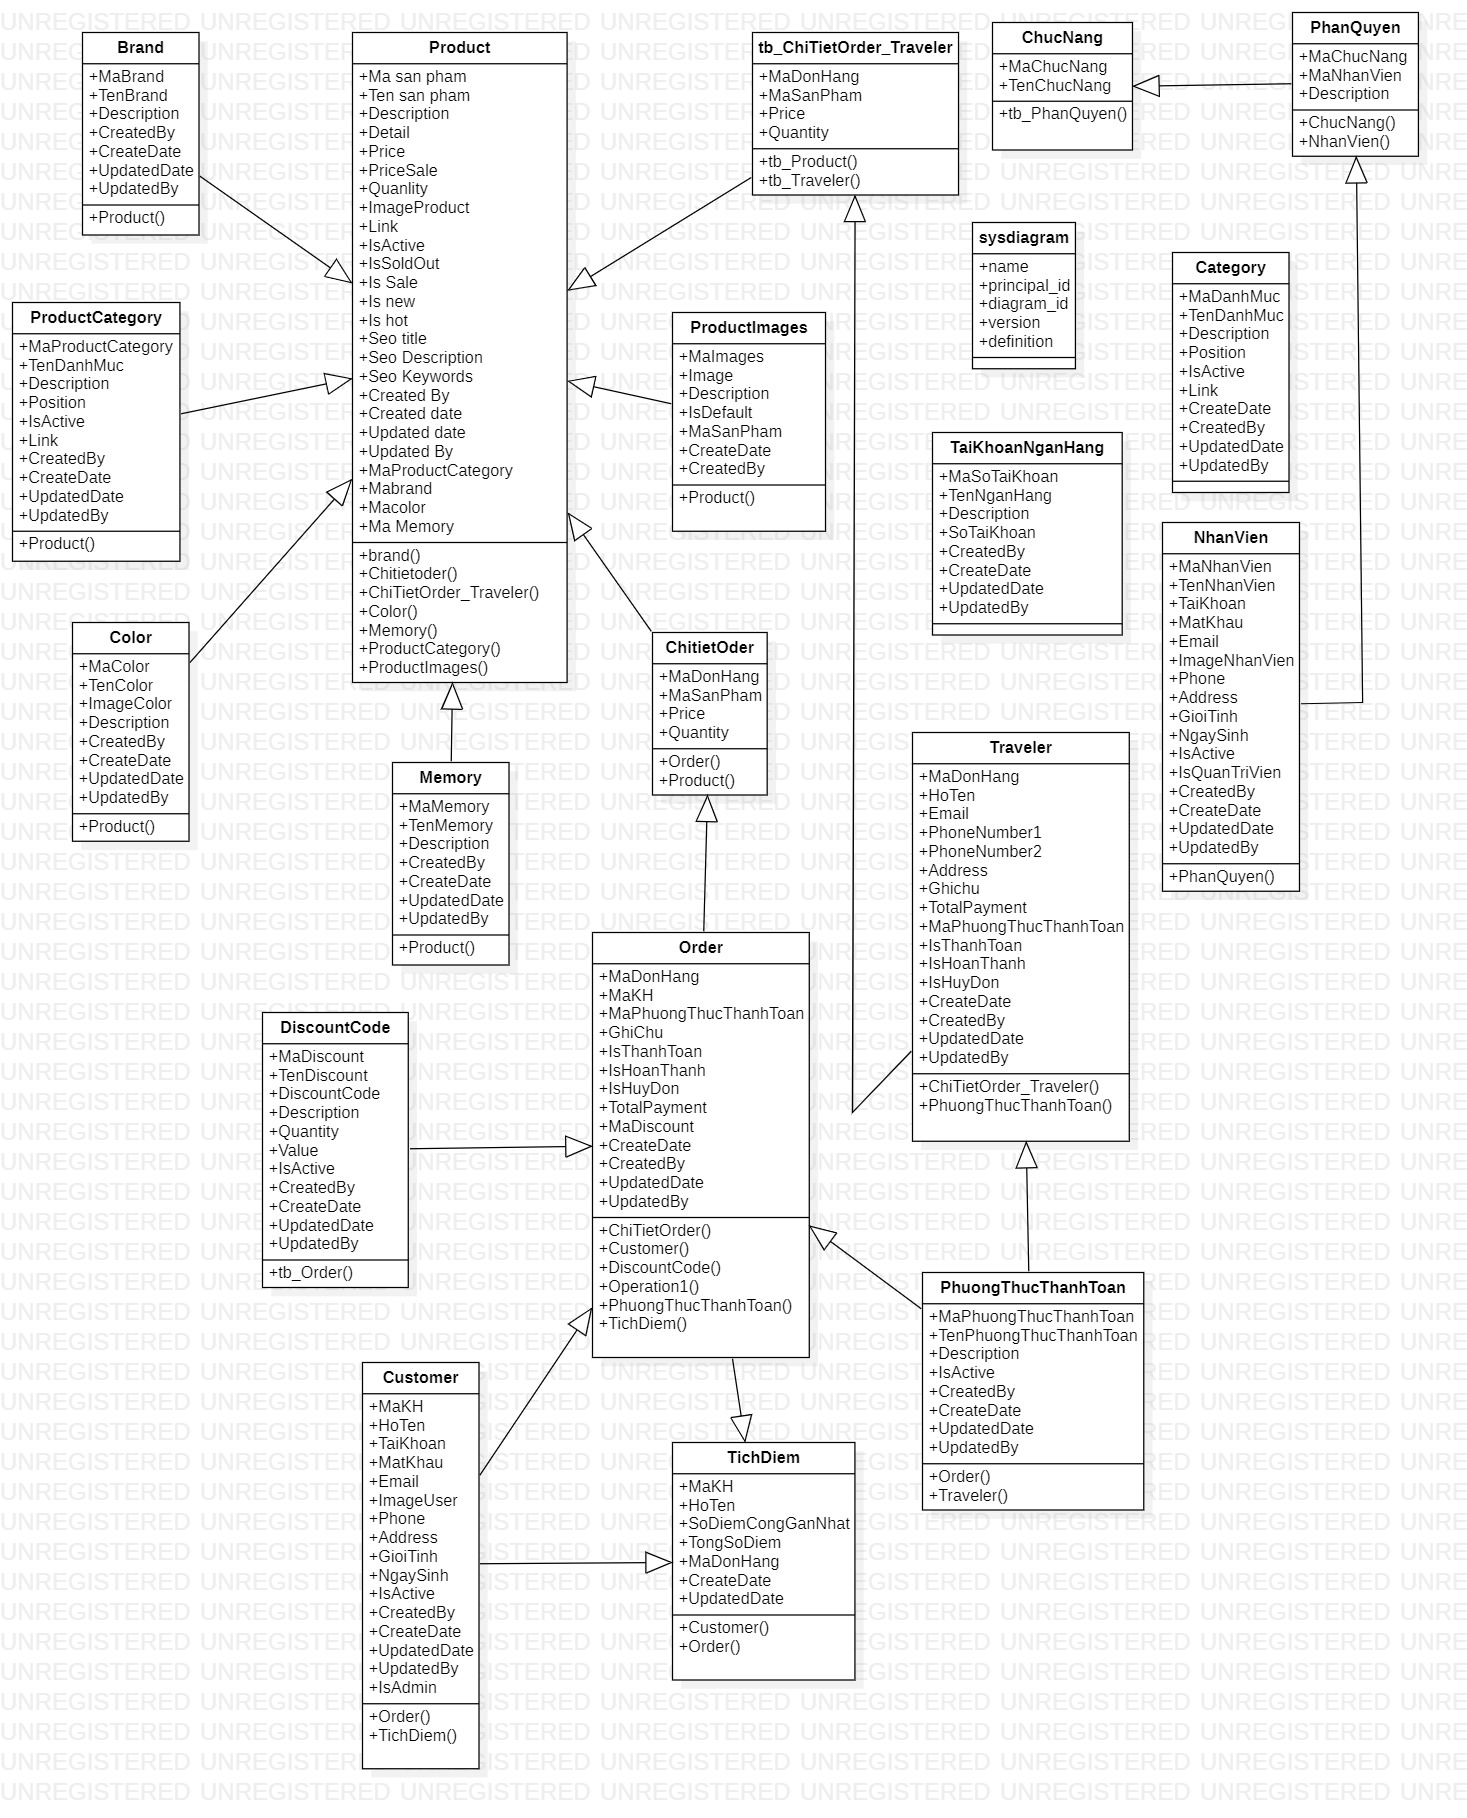 Brand
+MaBrand
+TenBrand
+Description
+CreatedBy
+CreateDate
+UpdatedDate
+UpdatedBy
+Product()
Product
+Ma san pham
+Ten san pham
+Description
+Detail
+Price
+PriceSale
+Quanlity
+ImageProduct
+Link
+IsActive
+IsSoldOut
+Is Sale
+Is new
+Is hot
+Seo title
+Seo Description
+Seo Keywords
+Created By
+Created date
+Updated date
+Updated By
+MaProductCategory
+Mabrand
+Macolor
+Ma Memory
+brand()
+Chitietoder()
+ChiTietOrder_Traveler()
+Color()
+Memory()
+ProductCategory()
+ProductImages()
tb_ChiTietOrder_Traveler
+MaDonHang
+MaSanPham
+Price
+Quantity
+tb_Product()
+tb_Traveler()
ChucNang
+MaChucNang
+TenChucNang
+tb_PhanQuyen()
PhanQuyen
+MaChucNang
+MaNhanVien
+Description
+ChucNang()
+NhanVien()
sysdiagram
+name
+principal_id
+diagram_id
+version
+definition
Category
+MaDanhMuc
+TenDanhMuc
+Description
+Position
+IsActive
+Link
+CreateDate
+CreatedBy
+UpdatedDate
+UpdatedBy
ProductCategory
+MaProductCategory
+TenDanhMuc
+Description
+Position
+IsActive
+Link
+CreatedBy
+CreateDate
+UpdatedDate
+UpdatedBy
+Product()
ProductImages
+MaImages
+Image
+Description
+IsDefault
+MaSanPham
+CreateDate
+CreatedBy
+Product()
TaiKhoanNganHang
+MaSoTaiKhoan
+TenNganHang
+Description
+SoTaiKhoan
+CreatedBy
+CreateDate
+UpdatedDate
+UpdatedBy
NhanVien
+MaNhanVien
+TenNhanVien
+TaiKhoan
+MatKhau
+Email
+ImageNhanVien
+Phone
+Address
+GioiTinh
+NgaySinh
+IsActive
+IsQuanTriVien
+CreatedBy
+CreateDate
+UpdatedDate
+UpdatedBy
+PhanQuyen()
Color
+MaColor
+TenColor
+ImageColor
+Description
+CreatedBy
+CreateDate
+UpdatedDate
+UpdatedBy
+Product()
ChitietOder
+MaDonHang
+MaSanPham
+Price
+Quantity
+Order()
+Product()
Memory
+MaMemory
+TenMemory
+Description
+CreatedBy
+CreateDate
+UpdatedDate
+UpdatedBy
+Product()
Traveler
+MaDonHang
+HoTen
+Email
+PhoneNumber1
+PhoneNumber2
+Address
+Ghichu
+TotalPayment
+MaPhuongThucThanhToan
+IsThanhToan
+IsHoanThanh
+IsHuyDon
+CreateDate
+CreatedBy
+UpdatedDate
+UpdatedBy
+ChiTietOrder_Traveler()
+PhuongThucThanhToan()
Order
+MaDonHang
+MaKH
+MaPhuongThucThanhToan
+GhiChu
+IsThanhToan
+IsHoanThanh
+IsHuyDon
+TotalPayment
+MaDiscount
+CreateDate
+CreatedBy
+UpdatedDate
+UpdatedBy
+ChiTietOrder()
+Customer()
+DiscountCode()
+Operation1()
+PhuongThucThanhToan()
+TichDiem()
DiscountCode
+MaDiscount
+TenDiscount
+DiscountCode
+Description
+Quantity
+Value
+IsActive
+CreatedBy
+CreateDate
+UpdatedDate
+UpdatedBy
+tb_Order()
PhuongThucThanhToan
+MaPhuongThucThanhToan
+TenPhuongThucThanhToan
+Description
+IsActive
+CreatedBy
+CreateDate
+UpdatedDate
+UpdatedBy
+Order()
+Traveler()
Customer
+MaKH
+HoTen
+TaiKhoan
+MatKhau
+Email
+ImageUser
+Phone
+Address
+GioiTinh
+NgaySinh
+IsActive
+CreatedBy
+CreateDate
+UpdatedDate
+UpdatedBy
+IsAdmin
+Order()
+TichDiem()
TichDiem
+MaKH
+HoTen
+SoDiemCongGanNhat
+TongSoDiem
+MaDonHang
+CreateDate
+UpdatedDate
+Customer()
+Order()
UNREGISTERED